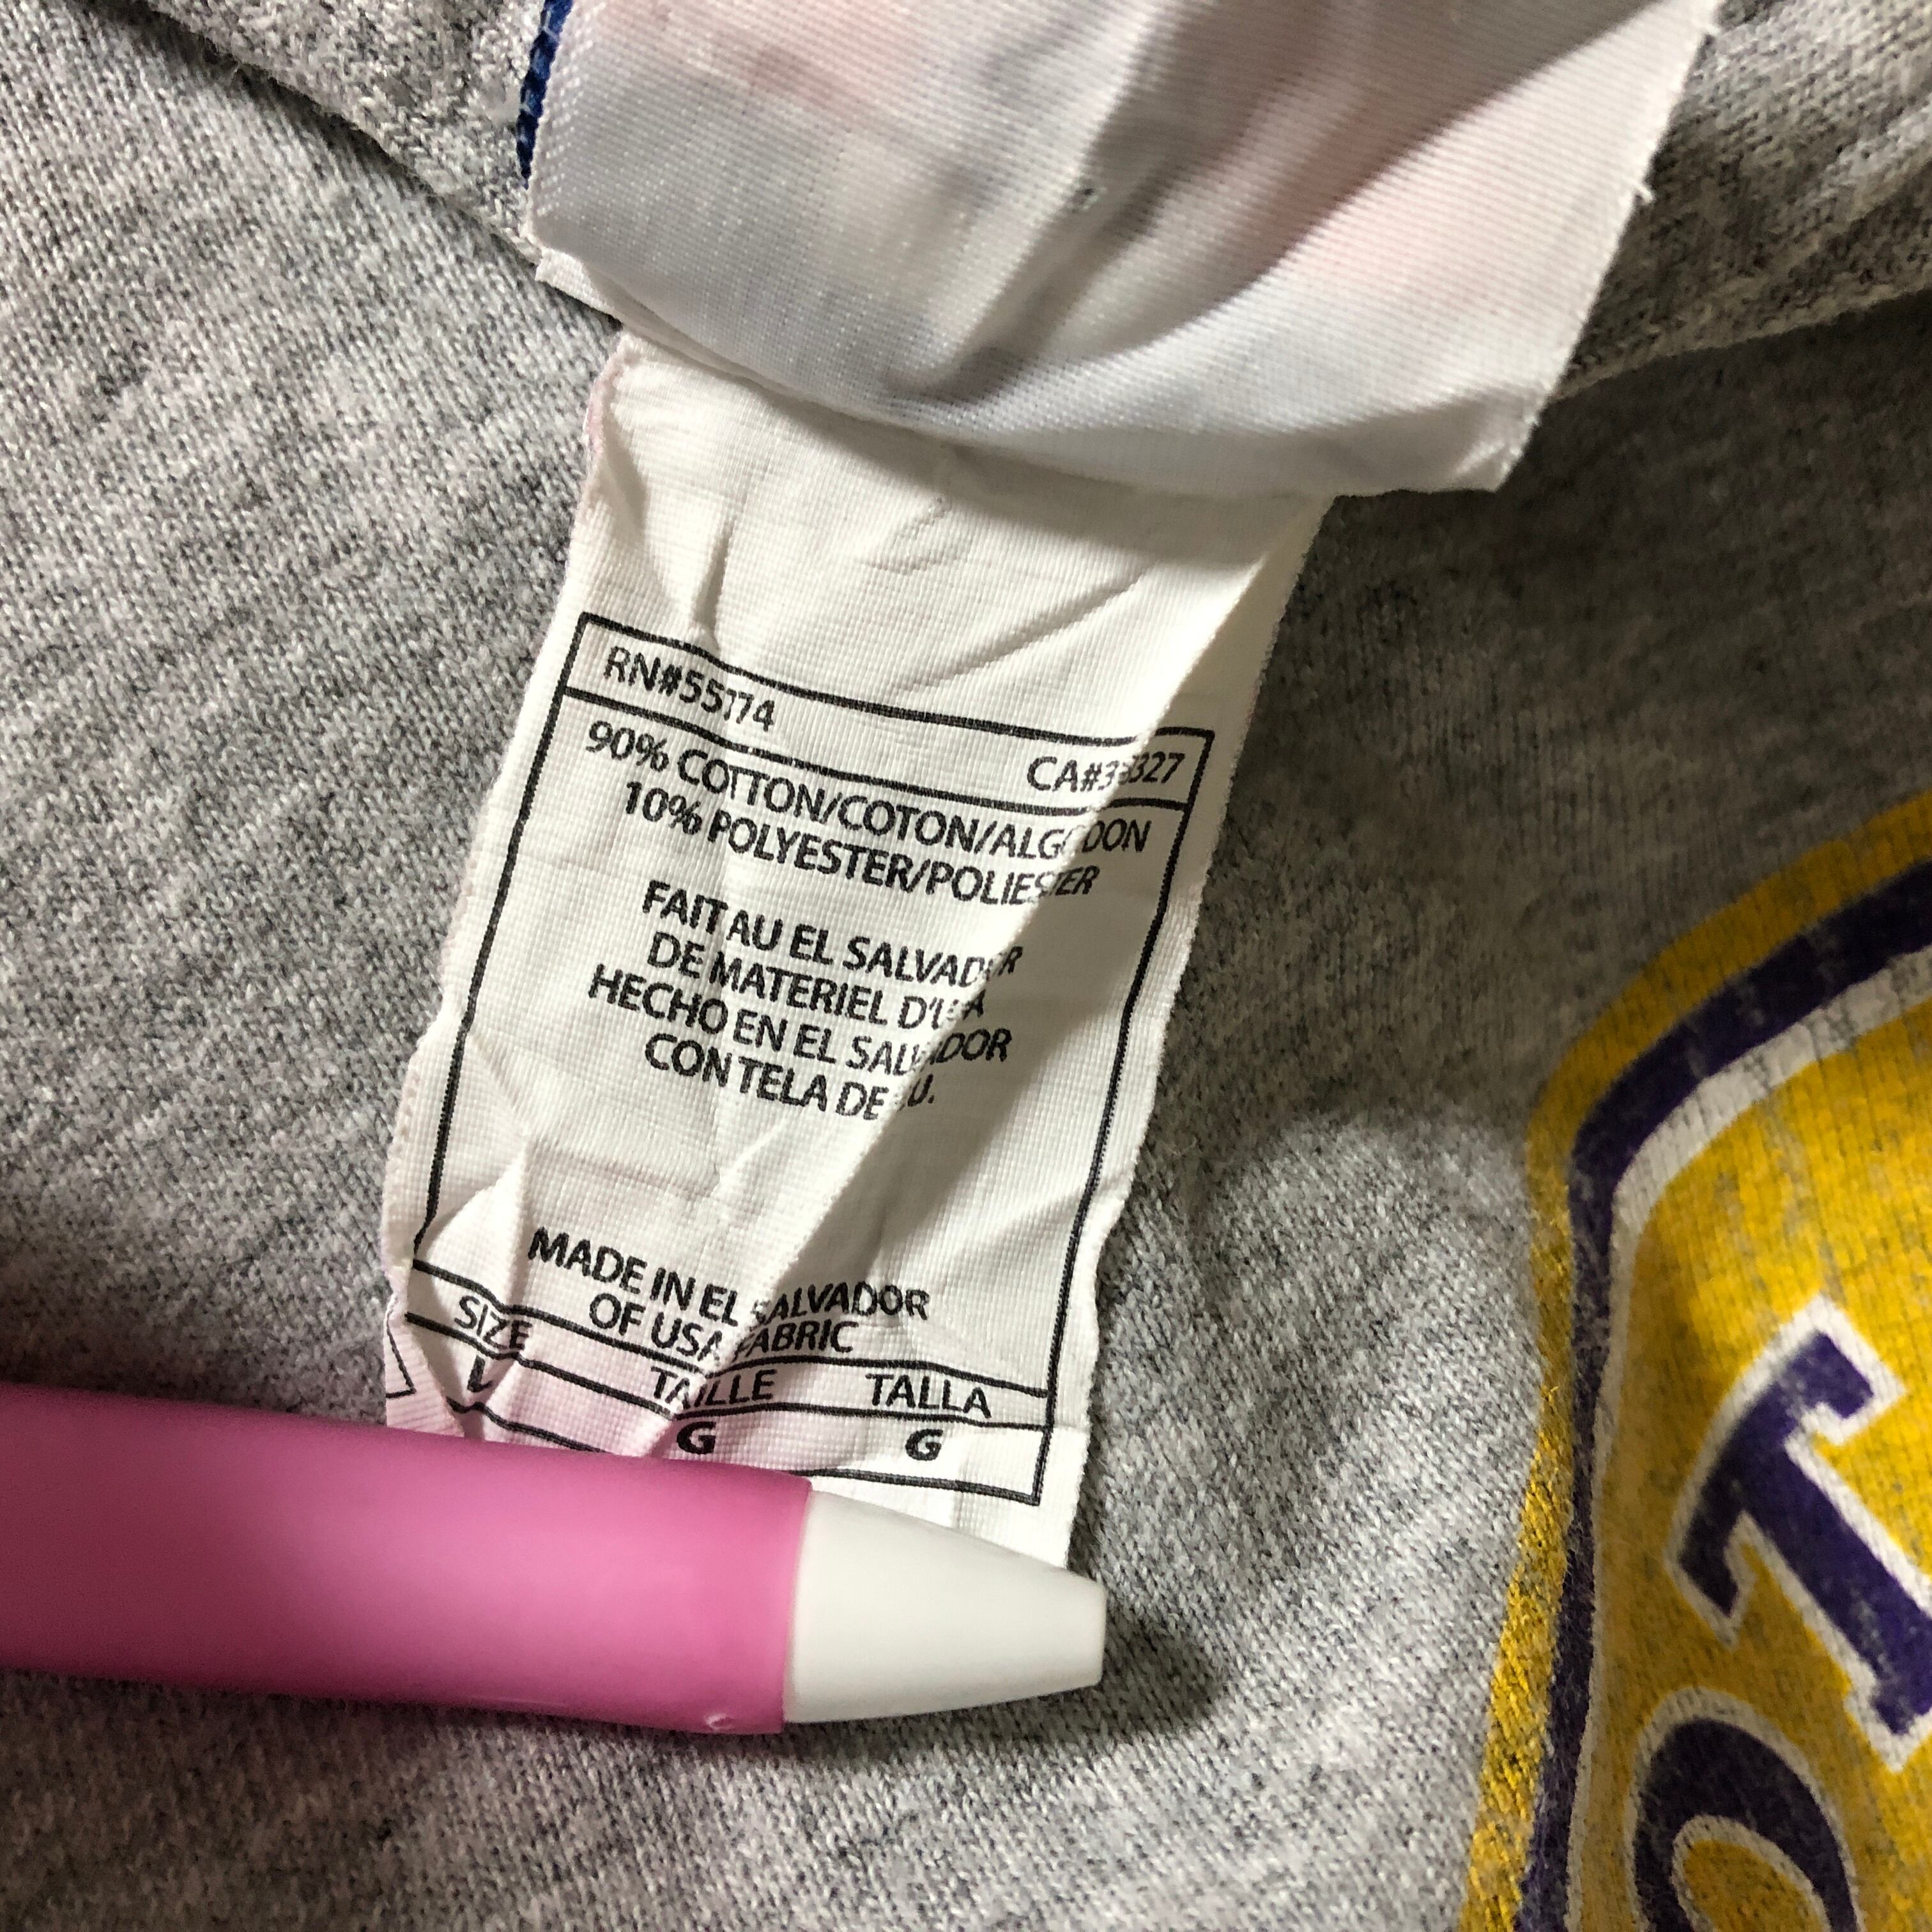 RN#55774
CA#33327
90% COTTON/COTON/ALGODON
10% POLYESTER/POLIESTER
FAIT AU EL SALVADOR
DE MATERIEL D'USA
HECHO EN EL SALVADOR
CON TELA DE E.U.
MADE IN EL SALVADOR
OF USA FABRIC
SIZE TAILLE TALLA
L G G